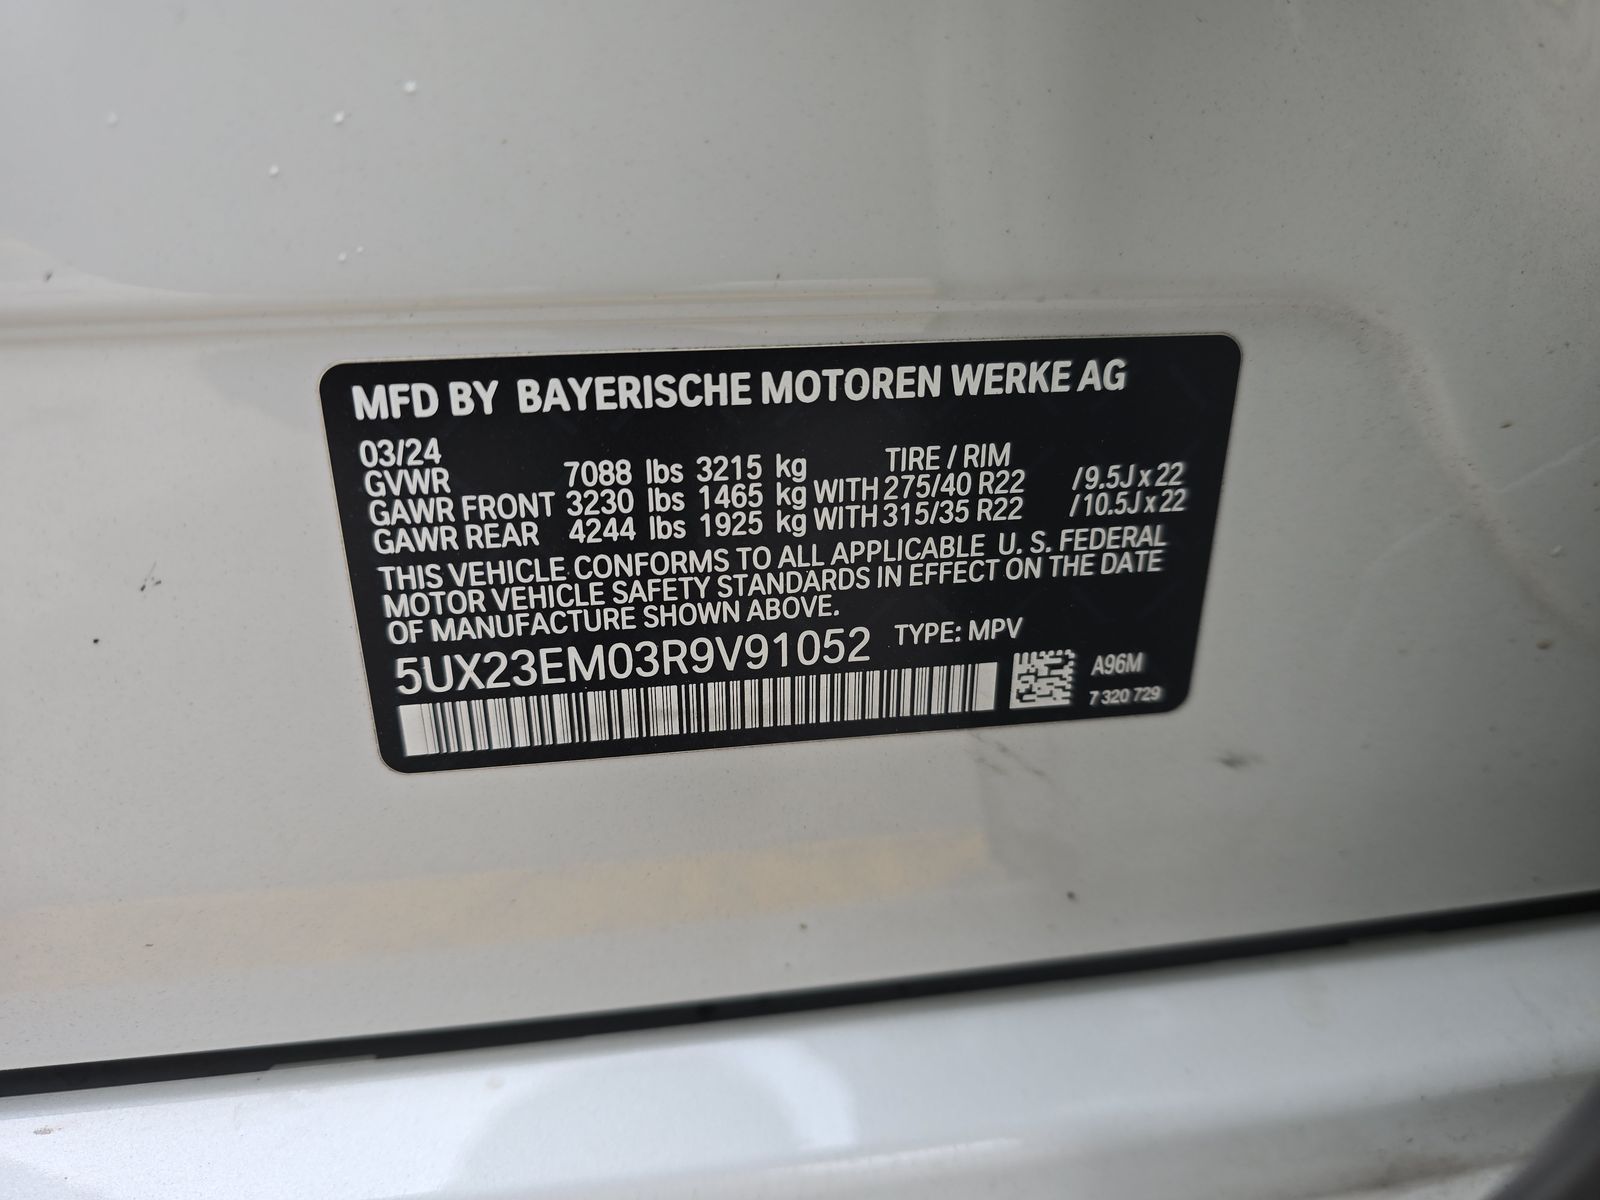 MFD BY BAYERISCHE MOTOREN WERKE AG
03/24 TIRE / RIM
GVWR 7088 lbs 3215 kg
GAWR FRONT 3230 lbs 1465 kg WITH 275/40 R22 /9.5J x 22
GAWR REAR 4244 lbs 1925 kg WITH 315/35 R22 /10.5J x 22
THIS VEHICLE CONFORMS TO ALL APPLICABLE U. S. FEDERAL
MOTOR VEHICLE SAFETY STANDARDS IN EFFECT ON THE DATE
OF MANUFACTURE SHOWN ABOVE.
5UX23EM03R9V91052 TYPE: MPV
A96M
7 320 729